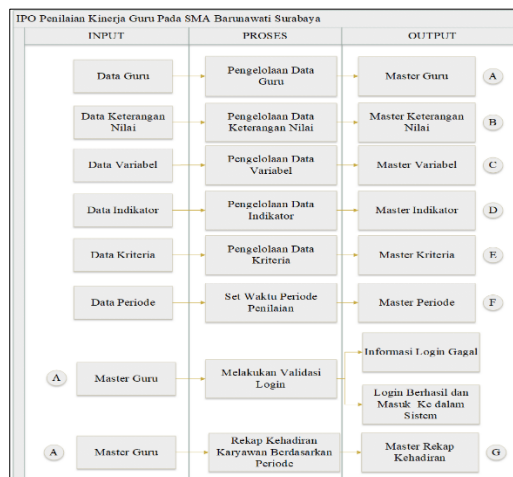 IPO Penilaian Kinerja Guru Pada SMA Barunawati Surabaya
INPUT
PROSES
OUTPUT
Data Guru
Pengelolaan Data
Guru
Master Guru
A
Data Keterangan
Nilai
Pengelolaan Data
Keterangan Nilai
Master Keterangan
Nilai
B
Data Variabel
Pengelolaan Data
Variabel
Master Variabel
C
Data Indikator
Pengelolaan Data
Indikator
Master Indikator
D
Data Kriteria
Pengelolaan Data
Kriteria
Master Kriteria
E
Data Periode
Set Waktu Periode
Penilaian
Master Periode
F
A
Master Guru
Melakukan Validasi
Login
Informasi Login Gagal
Login Berhasil dan
Masuk Ke dalam
Sistem
A
Master Guru
Rekap Kehadiran
Karyawan Berdasarkan
Periode
Master Rekap
Kehadiran
G